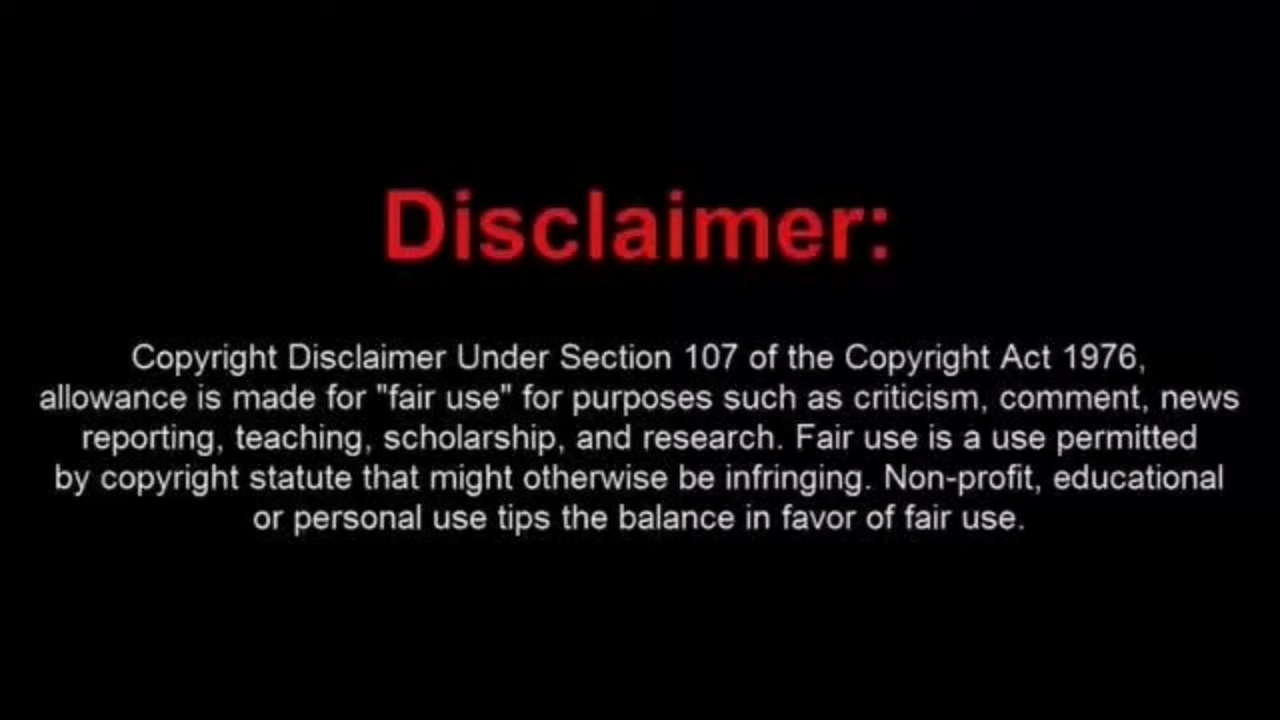 Disclaimer:
Copyright Disclaimer Under Section 107 of the Copyright Act 1976,
allowance is made for "fair use" for purposes such as criticism, comment, news
reporting, teaching, scholarship, and research. Fair use is a use permitted
by copyright statute that might otherwise be infringing. Non-profit, educational
or personal use tips the balance in favor of fair use.